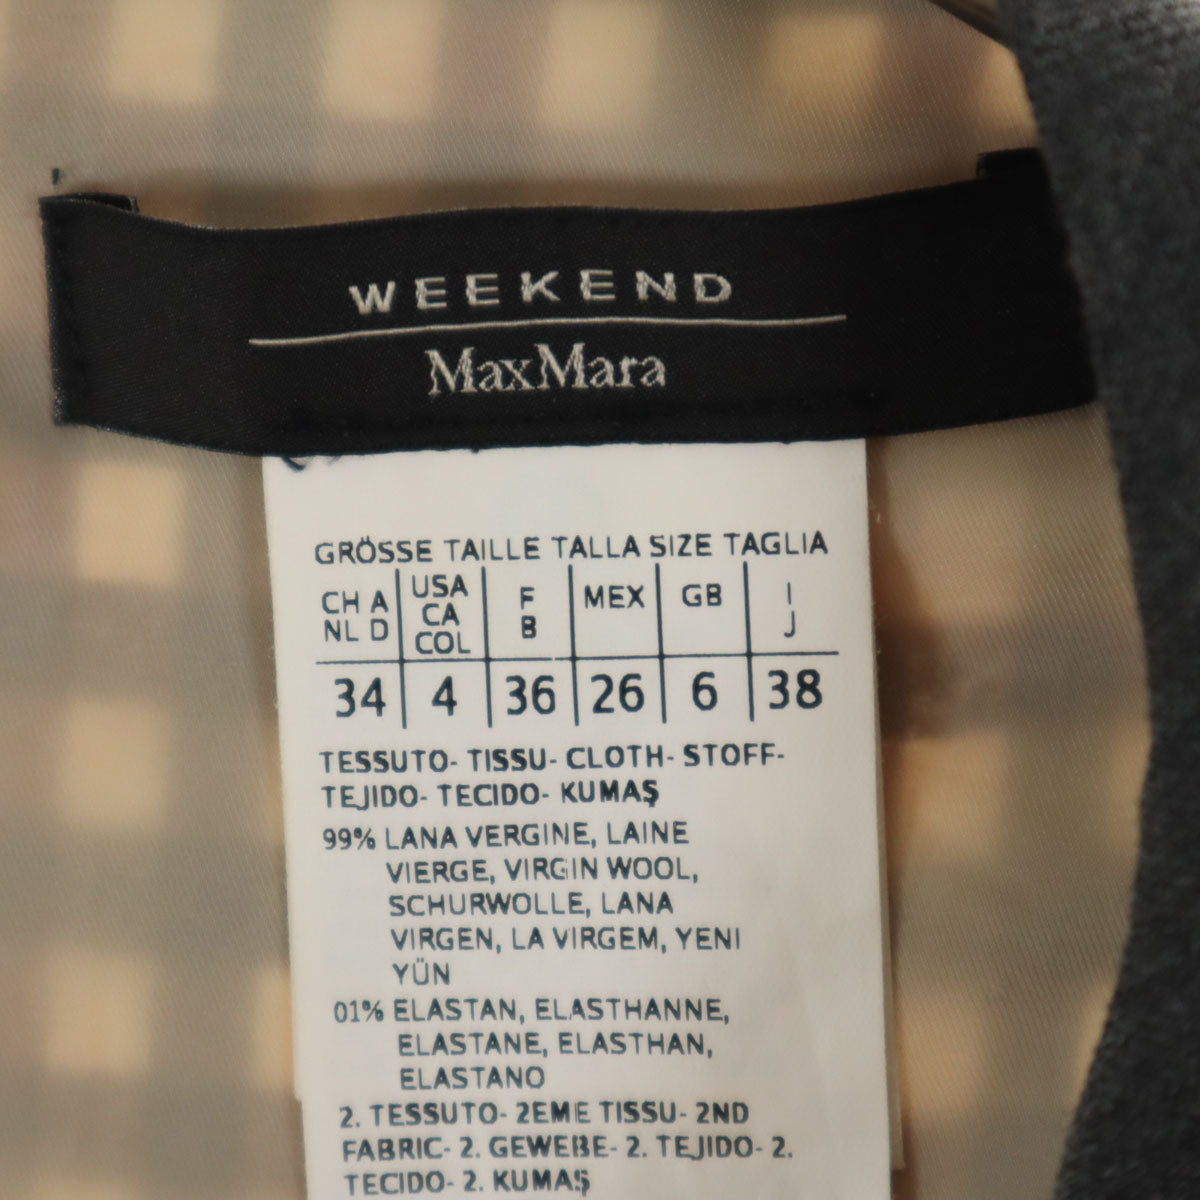 WEEKEND
MaxMara
GRÖSSE TAILLE TALLA SIZE TAGLIA
CH A USA F MEX GB I
NL D CA B J
COL
34 4 36 26 6 38
TESSUTO- TISSU- CLOTH- STOFF-
TEJIDO- TECIDO- KUMAŞ
99% LANA VERGINE, LAINE
VIERGE, VIRGIN WOOL,
SCHURWOLLE, LANA
VIRGEN, LA VIRGEM, YENI
YÜN
01% ELASTAN, ELASTHANNE,
ELASTANE, ELASTHAN,
ELASTANO
2. TESSUTO- 2EME TISSU- 2ND
FABRIC- 2. GEWEBE- 2. TEJIDO- 2.
TECIDO- 2. KUMAŞ